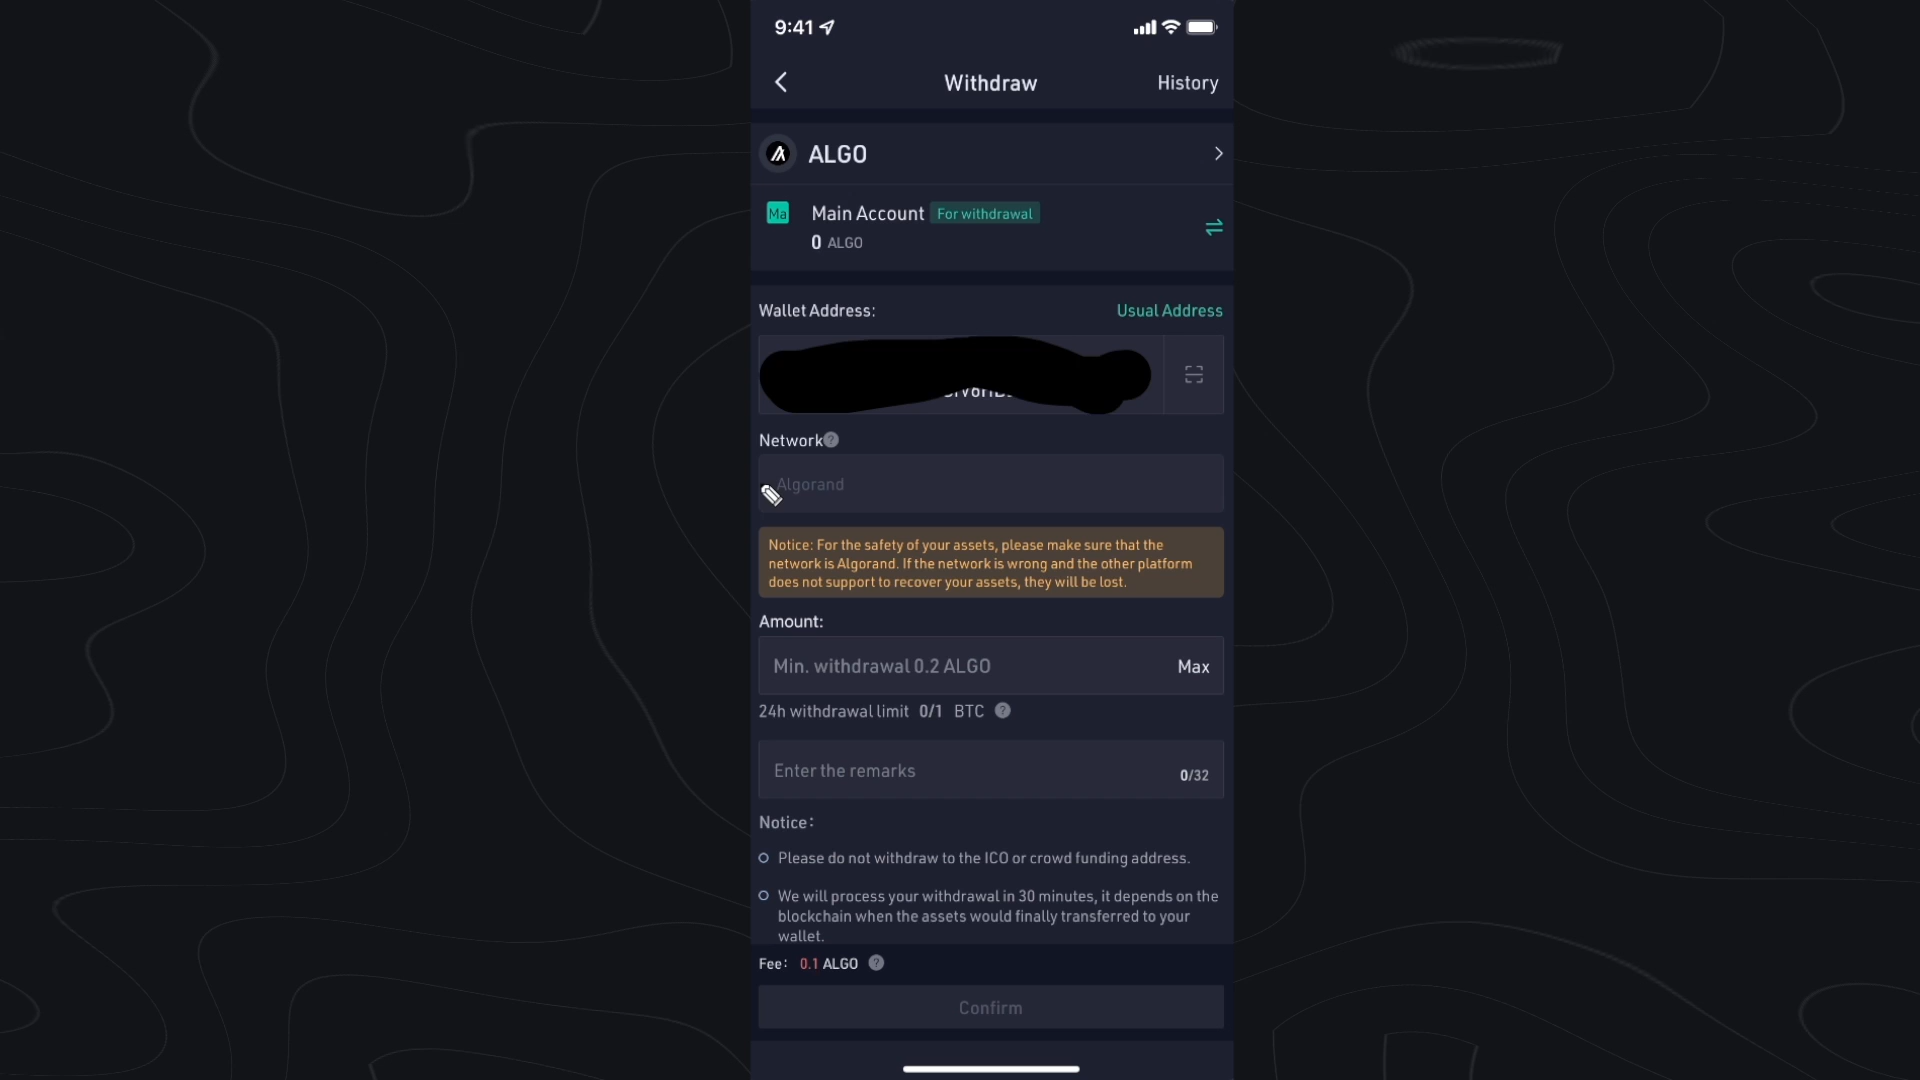 9:41
Withdraw
History
ALGO
Ma
Main Account
For withdrawal
0 ALGO
Wallet Address:
Usual Address
Network
Algorand
Notice: For the safety of your assets, please make sure that the
network is Algorand. If the network is wrong and the other platform
does not support to recover your assets, they will be lost.
Amount:
Min. withdrawal 0.2 ALGO
Max
24h withdrawal limit 0/1 BTC ?
Enter the remarks
0/32
Notice:
Please do not withdraw to the ICO or crowd funding address.
We will process your withdrawal in 30 minutes, it depends on the
blockchain when the assets would finally transferred to your
wallet.
Fee: 0.1 ALGO ?
Confirm